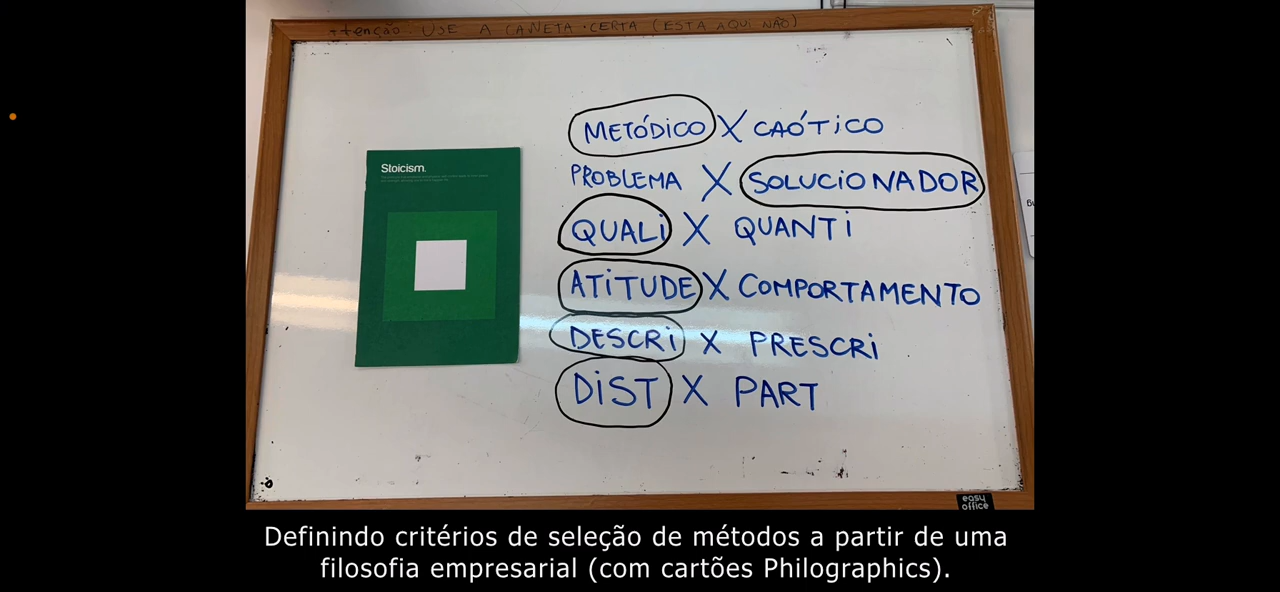 tenção. USE A CANETA CERTA (ESTA AQUI NÃO)
Stoicism.
METÓDICO X CAÓTICO
PROBLEMA X SOLUCIONADOR
QUALI X QUANTI
ATITUDE X COMPORTAMENTO
DESCRI X PRESCRI
DIST X PART
easy
office
Definindo critérios de seleção de métodos a partir de uma
filosofia empresarial (com cartões Philographics).